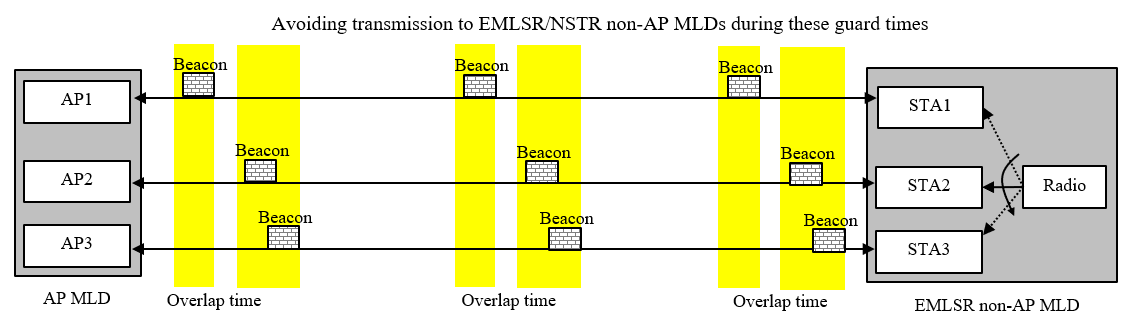 Avoiding transmission to EMLSR/NSTR non-AP MLDs during these guard times
Beacon Beacon Beacon
AP1 STA1
Beacon Beacon Beacon
AP2 STA2 Radio
Beacon Beacon Beacon
AP3 STA3
AP MLD Overlap time Overlap time Overlap time EMLSR non-AP MLD